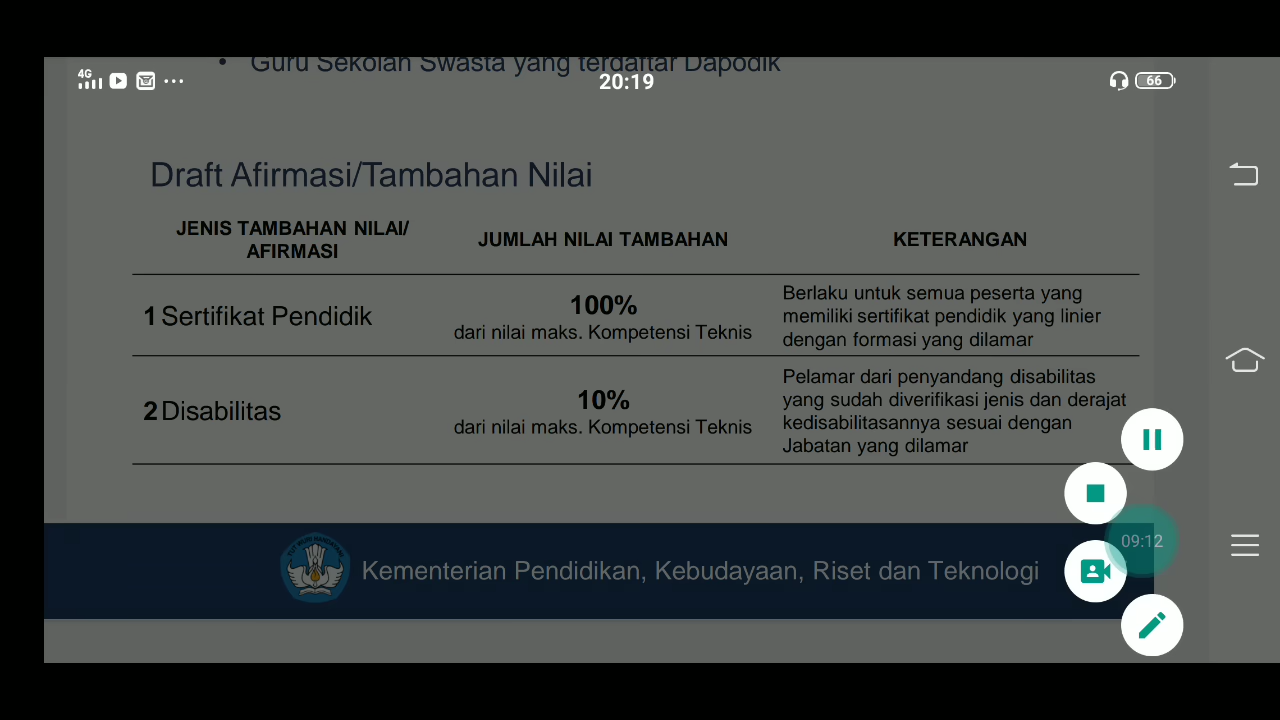 • Guru Sekolah Swasta yang terdaftar Dapodik
4G
20:19
66
Draft Afirmasi/Tambahan Nilai
JENIS TAMBAHAN NILAI/
AFIRMASI
JUMLAH NILAI TAMBAHAN
KETERANGAN
1 Sertifikat Pendidik
100%
dari nilai maks. Kompetensi Teknis
Berlaku untuk semua peserta yang
memiliki sertifikat pendidik yang linier
dengan formasi yang dilamar
2 Disabilitas
10%
dari nilai maks. Kompetensi Teknis
Pelamar dari penyandang disabilitas
yang sudah diverifikasi jenis dan derajat
kedisabilitasannya sesuai dengan
Jabatan yang dilamar
09:12
Kementerian Pendidikan, Kebudayaan, Riset dan Teknologi